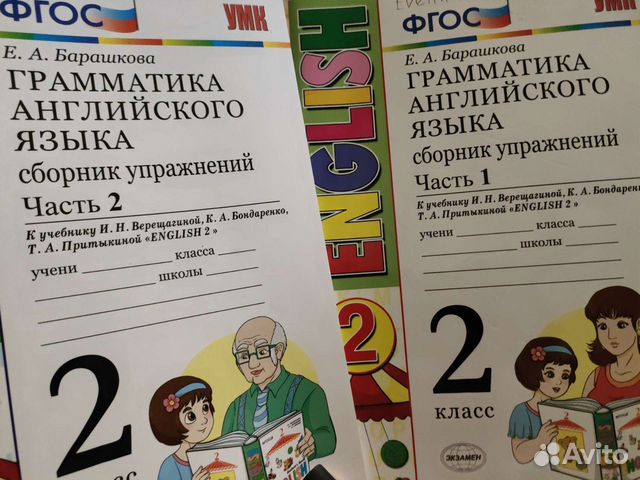 ФГОС
УМК
Е. А. Барашкова
ГРАММАТИКА
АНГЛИЙСКОГО
ЯЗЫКА
сборник упражнений
Часть 2
К учебнику И. Н. Верещагиной, К. А. Бондаренко,
Т. А. Притыкиной «ENGLISH 2»
учени класса
школы
2
ENGLISH
2
ФГОС
УМК
Е. А. Барашкова
ГРАММАТИКА
АНГЛИЙСКОГО
ЯЗЫКА
сборник упражнений
Часть 1
К учебнику И. Н. Верещагиной, К. А. Бондаренко,
Т. А. Притыкиной «ENGLISH 2»
учени класса
школы
2
класс
ЭКЗАМЕН
Avito